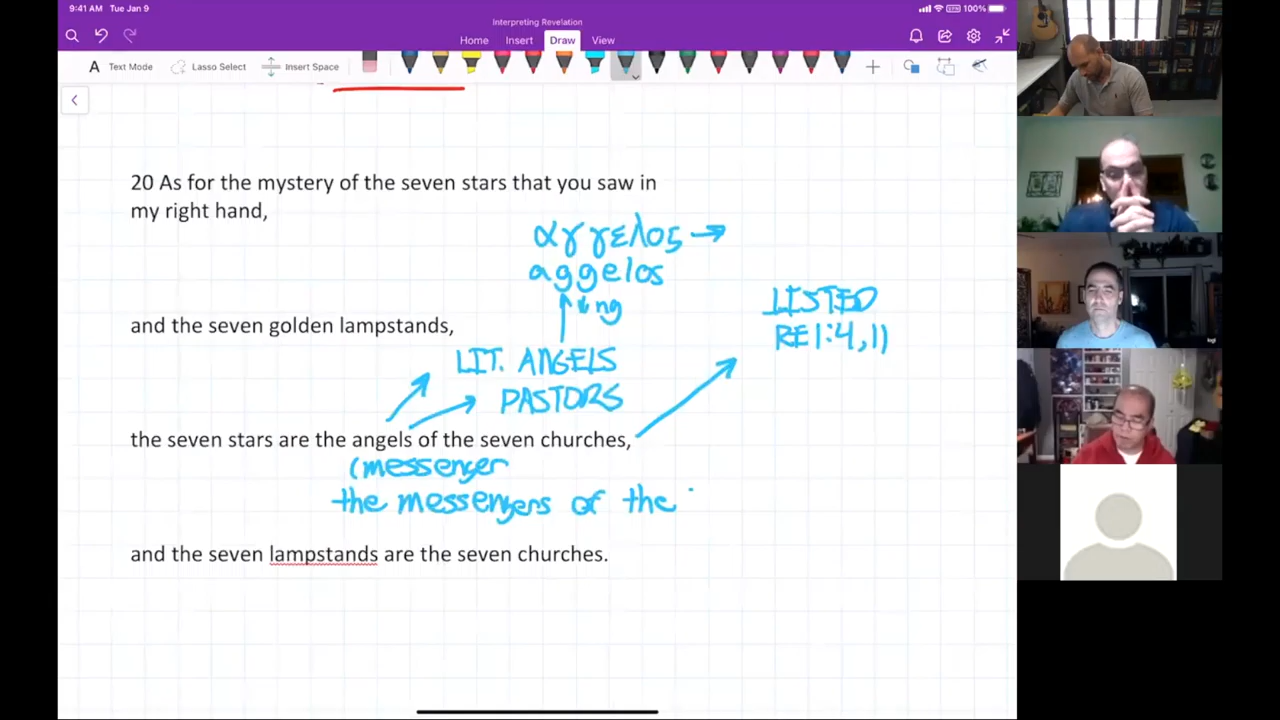 9:41 AM Tue Jan 9
100%
Interpreting Revelation
Home Insert Draw View
Text Mode Lasso Select Insert Space
20 As for the mystery of the seven stars that you saw in
my right hand,
αγγελος →
aggelos
ng
LISTED
RE 1:4, 11
and the seven golden lampstands,
LIT. ANGELS
PASTORS
the seven stars are the angels of the seven churches,
(messenger
the messengers of the
and the seven lampstands are the seven churches.